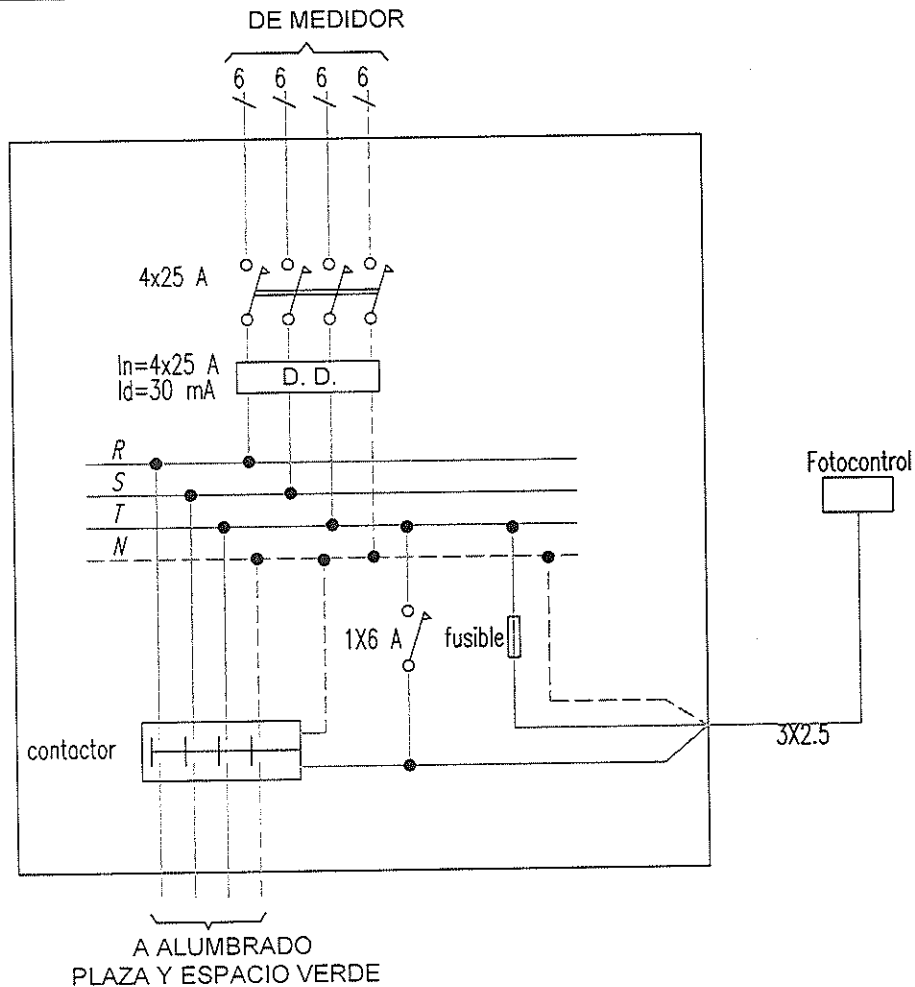 DE MEDIDOR
6 6 6 6
4x25 A
In=4x25 A
Id=30 mA
D. D.
R
S
T
N
Fotocontrol
1X6 A
fusible
contactor
3X2.5
A ALUMBRADO
PLAZA Y ESPACIO VERDE